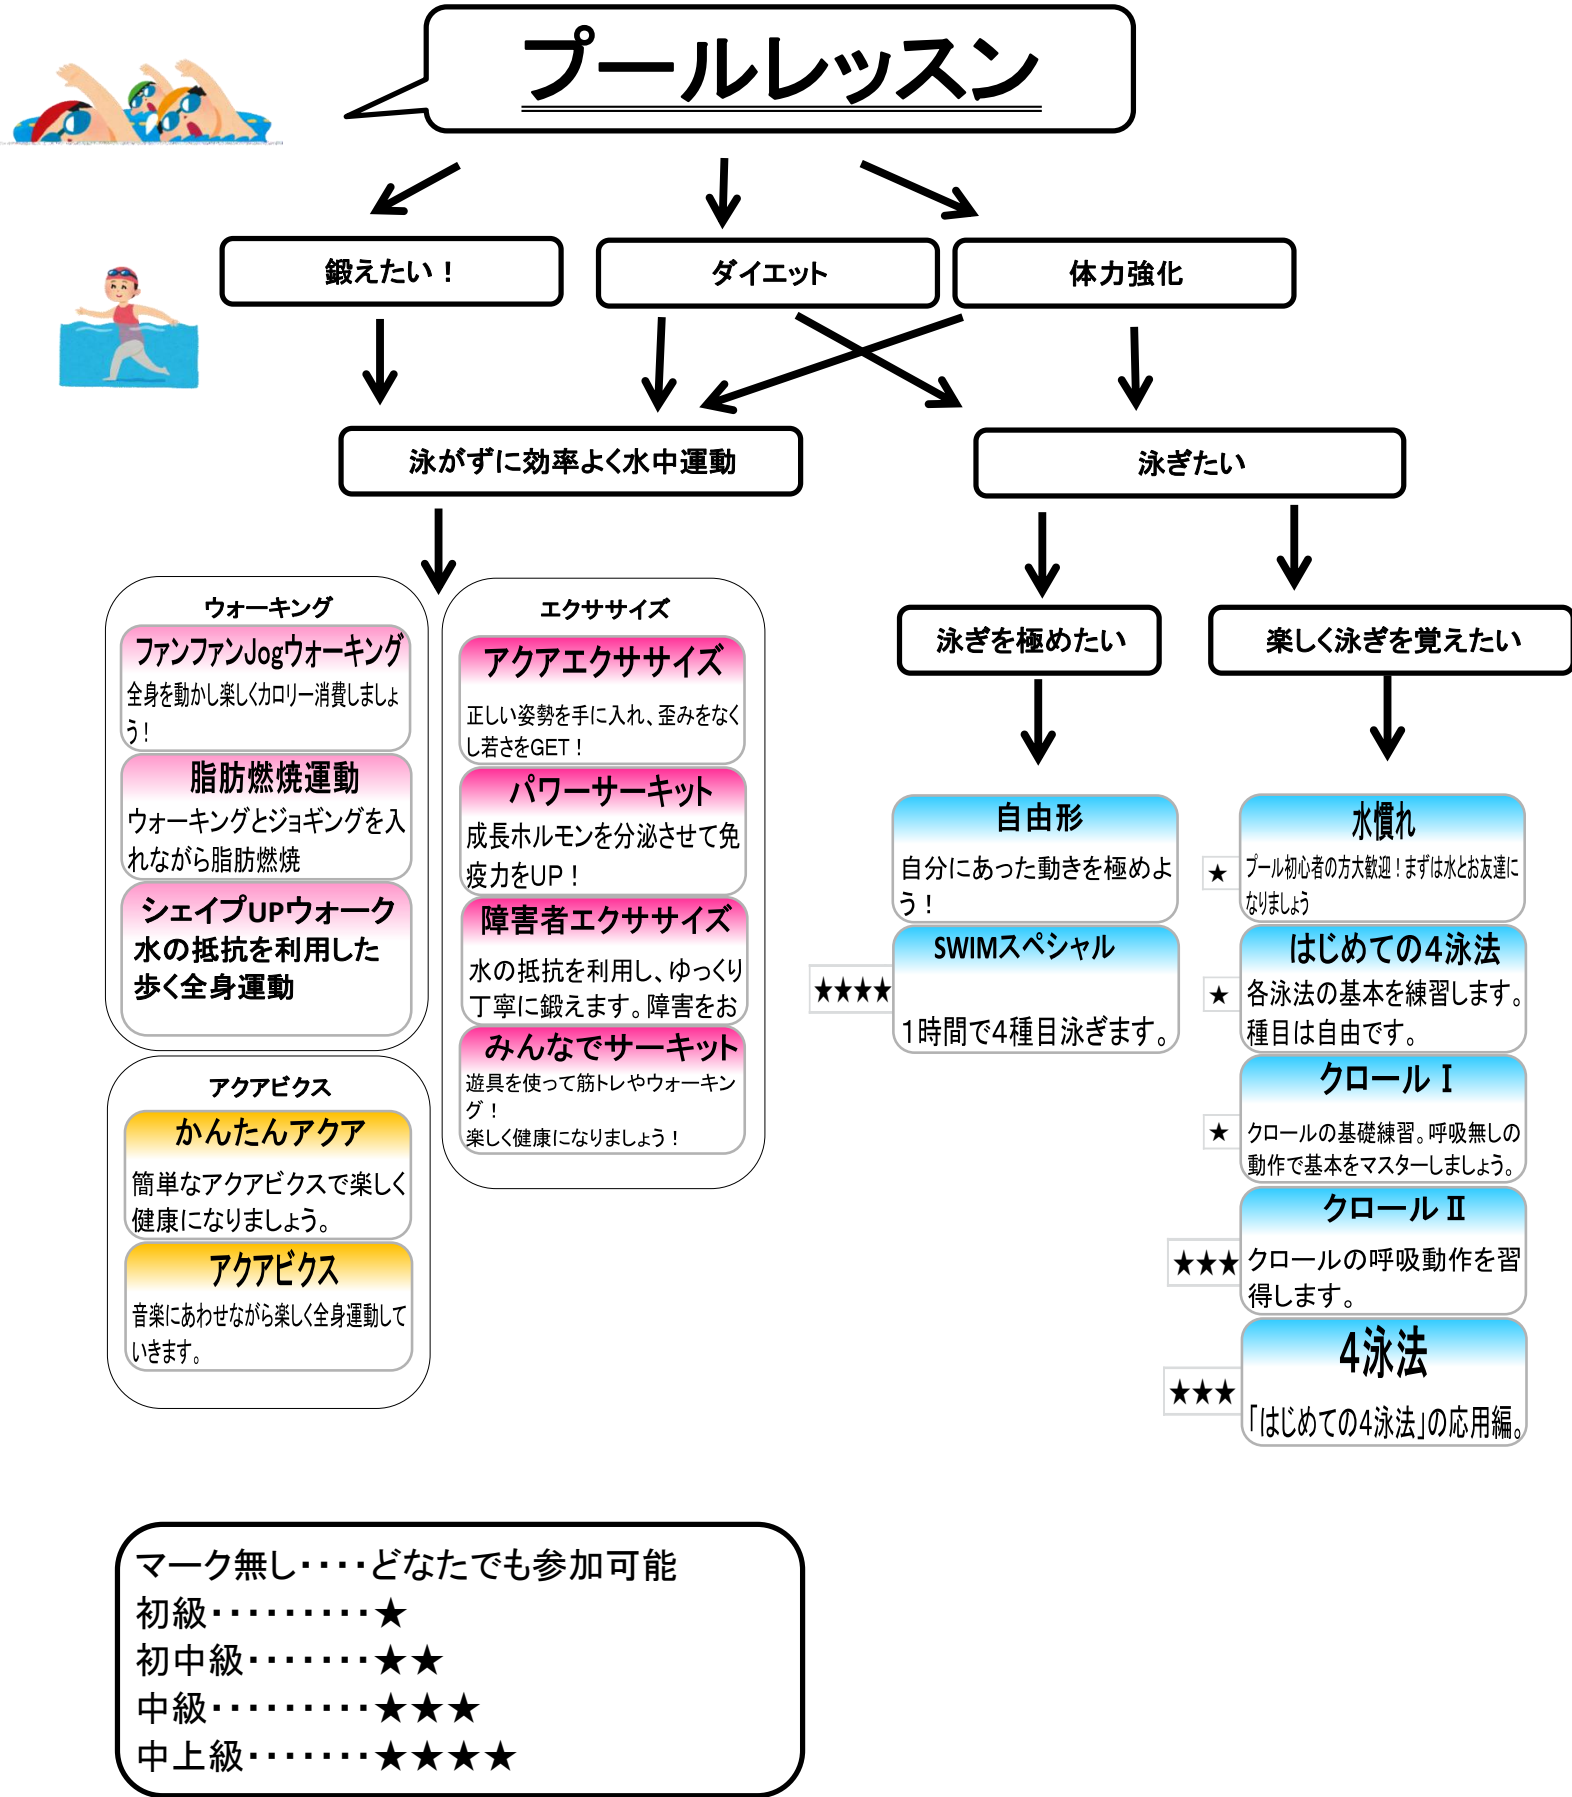 プールレッスン
鍛えたい！
ダイエット
体力強化
泳がずに効率よく水中運動
泳ぎたい
ウォーキング
ファンファンJogウォーキング
全身を動かし楽しくカロリー消費しましょ
う！
脂肪燃焼運動
ウォーキングとジョギングを入
れながら脂肪燃焼
シェイプUPウォーク
水の抵抗を利用した
歩く全身運動
アクアビクス
かんたんアクア
簡単なアクアビクスで楽しく
健康になりましょう。
アクアビクス
音楽にあわせながら楽しく全身運動して
いきます。
エクササイズ
アクアエクササイズ
正しい姿勢を手に入れ、歪みをなく
し若さをGET！
パワーサーキット
成長ホルモンを分泌させて免
疫力をUP！
障害者エクササイズ
水の抵抗を利用し、ゆっくり
丁寧に鍛えます。障害をお
みんなでサーキット
遊具を使って筋トレやウォーキン
グ！
楽しく健康になりましょう！
泳ぎを極めたい
自由形
自分にあった動きを極めよ
う！
SWIMスペシャル
★★★★
1時間で4種目泳ぎます。
楽しく泳ぎを覚えたい
水慣れ
★
プール初心者の方大歓迎！まずは水とお友達に
なりましょう
はじめての4泳法
★
各泳法の基本を練習します。
種目は自由です。
クロールⅠ
★
クロールの基礎練習。呼吸無しの
動作で基本をマスターしましょう。
クロールⅡ
★★★
クロールの呼吸動作を習
得します。
4泳法
★★★
「はじめての4泳法」の応用編。
マーク無し････どなたでも参加可能
初級･････････★
初中級･･･････★★
中級･････････★★★
中上級･･･････★★★★